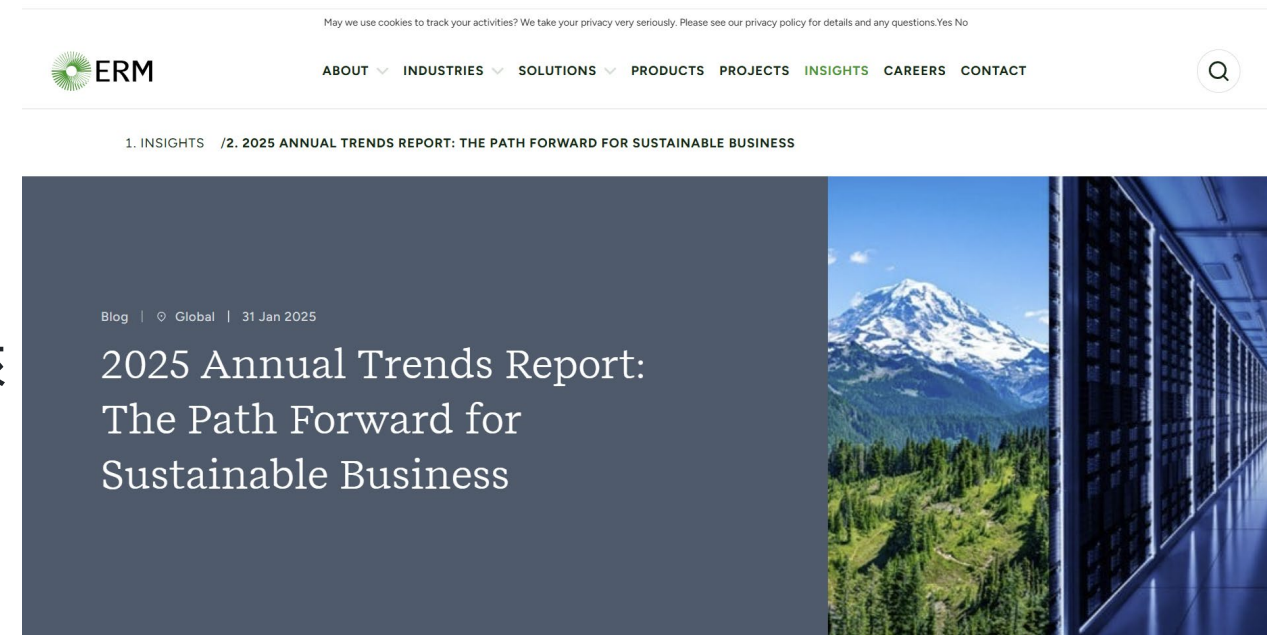 May we use cookies to track your activities? We take your privacy very seriously. Please see our privacy policy for details and any questions.Yes No
ERM
ABOUT INDUSTRIES SOLUTIONS PRODUCTS PROJECTS INSIGHTS CAREERS CONTACT
1. INSIGHTS /2. 2025 ANNUAL TRENDS REPORT: THE PATH FORWARD FOR SUSTAINABLE BUSINESS
Blog | Global | 31 Jan 2025
2025 Annual Trends Report:
The Path Forward for
Sustainable Business